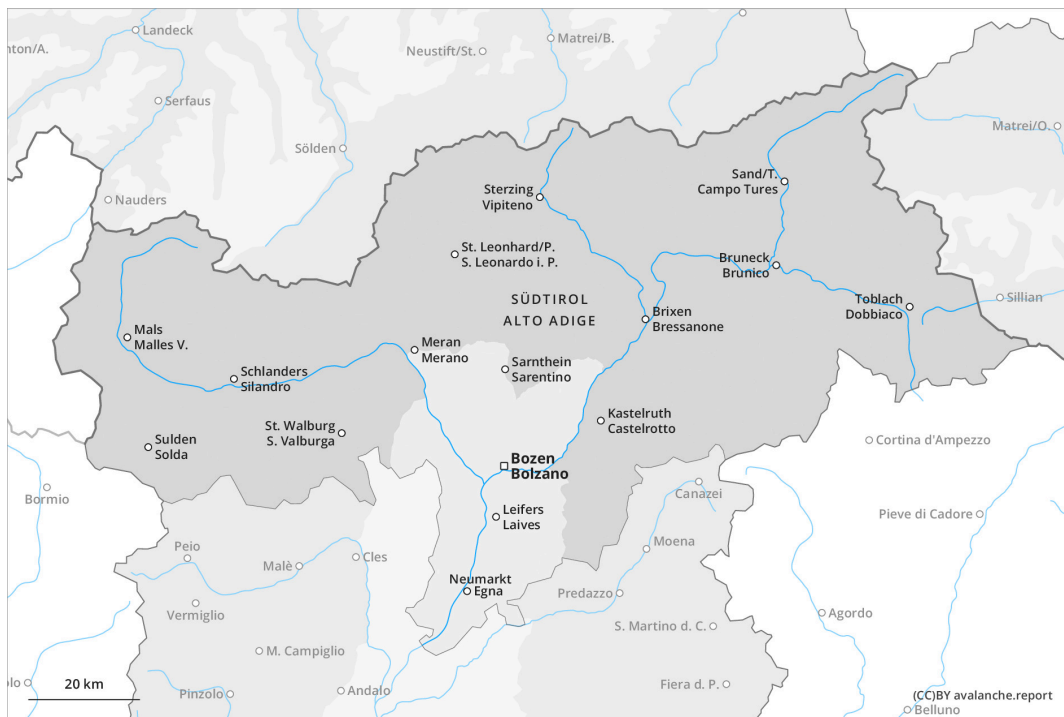 Landeck
nton/A.
Neustift/St.
Matrei/B.
Serfaus
Matrei/O.
Sölden
Nauders
Sand/T.
Campo Tures
Sterzing
Vipiteno
St. Leonhard/P.
S. Leonardo i. P.
Bruneck
Brunico
SÜDTIROL
ALTO ADIGE
Toblach
Dobbiaco
Sillian
Brixen
Bressanone
Mals
Malles V.
Meran
Merano
Schlanders
Silandro
Sarnthein
Sarentino
Kastelruth
Castelrotto
St. Walburg
S. Valburga
Sulden
Solda
Cortina d'Ampezzo
Bozen
Bolzano
Bormio
Canazei
Leifers
Laives
Pieve di Cadore
Peio
Malè
Cles
Moena
Neumarkt
Egna
Predazzo
Vermiglio
Agordo
S. Martino d. C.
M. Campiglio
olo
20 km
Pinzolo
Andalo
Fiera d. P.
(CC)BY avalanche.report
Belluno